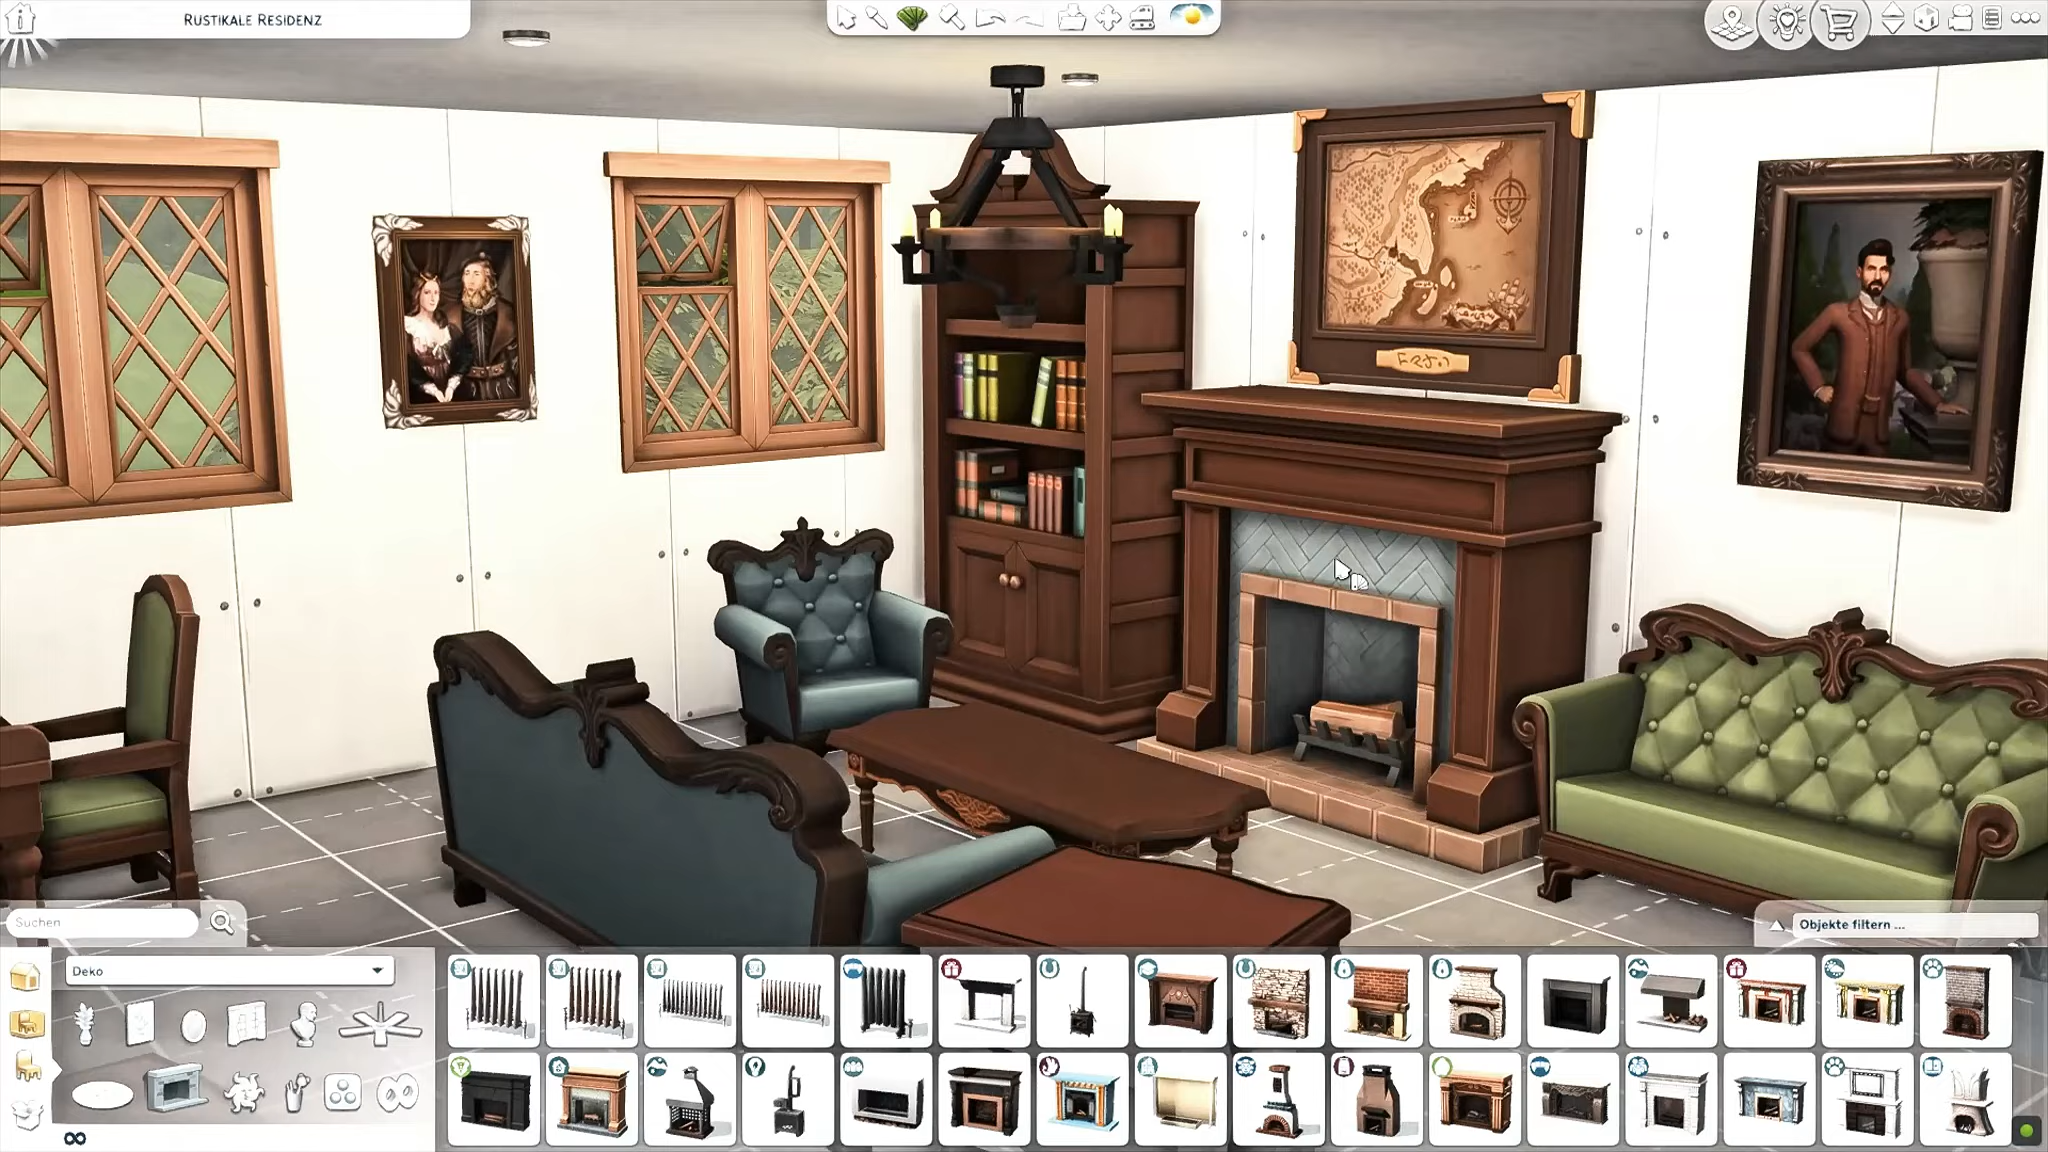 Rustikale Residenz
Suchen
Objekte filtern ...
Deko